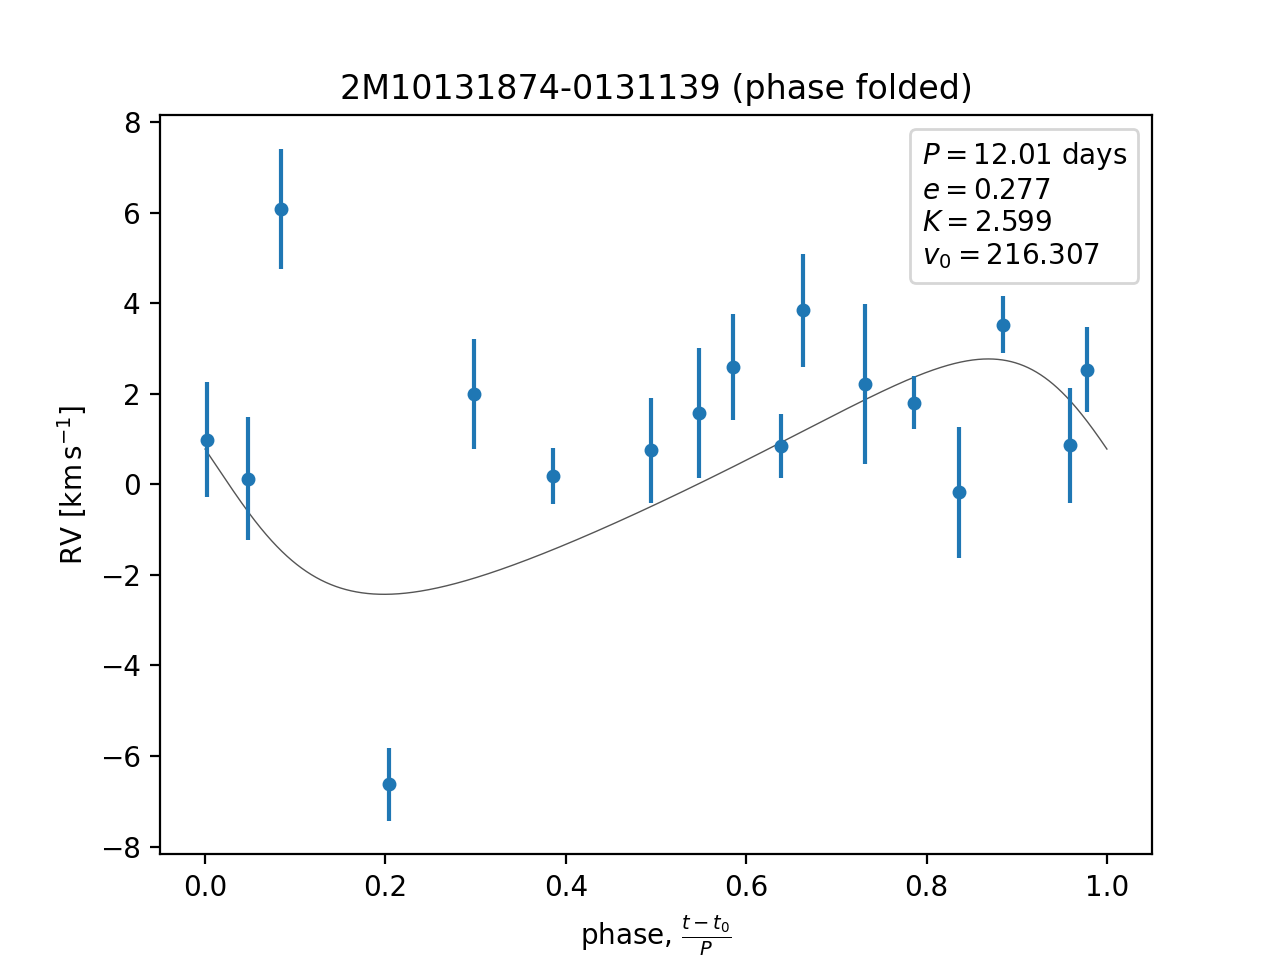 2M10131874-0131139 (phase folded)
P = 12.01 days
e = 0.277
K = 2.599
v₀ = 216.307
RV [km s⁻¹]
8
6
4
2
0
−2
−4
−6
−8
0.0 0.2 0.4 0.6 0.8 1.0
phase, (t − t₀)/P